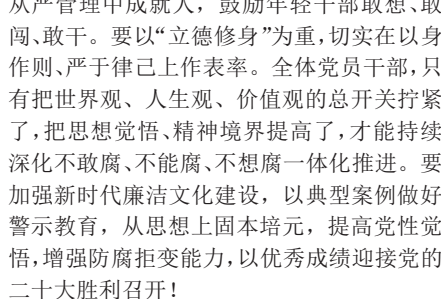 从严管理中成就人，鼓励年轻干部敢想、敢
闯、敢干。要以“立德修身”为重，切实在以身
作则、严于律己上作表率。全体党员干部，只
有把世界观、人生观、价值观的总开关拧紧
了，把思想觉悟、精神境界提高了，才能持续
深化不敢腐、不能腐、不想腐一体化推进。要
加强新时代廉洁文化建设，以典型案例做好
警示教育，从思想上固本培元，提高党性觉
悟，增强防腐拒变能力，以优秀成绩迎接党的
二十大胜利召开！